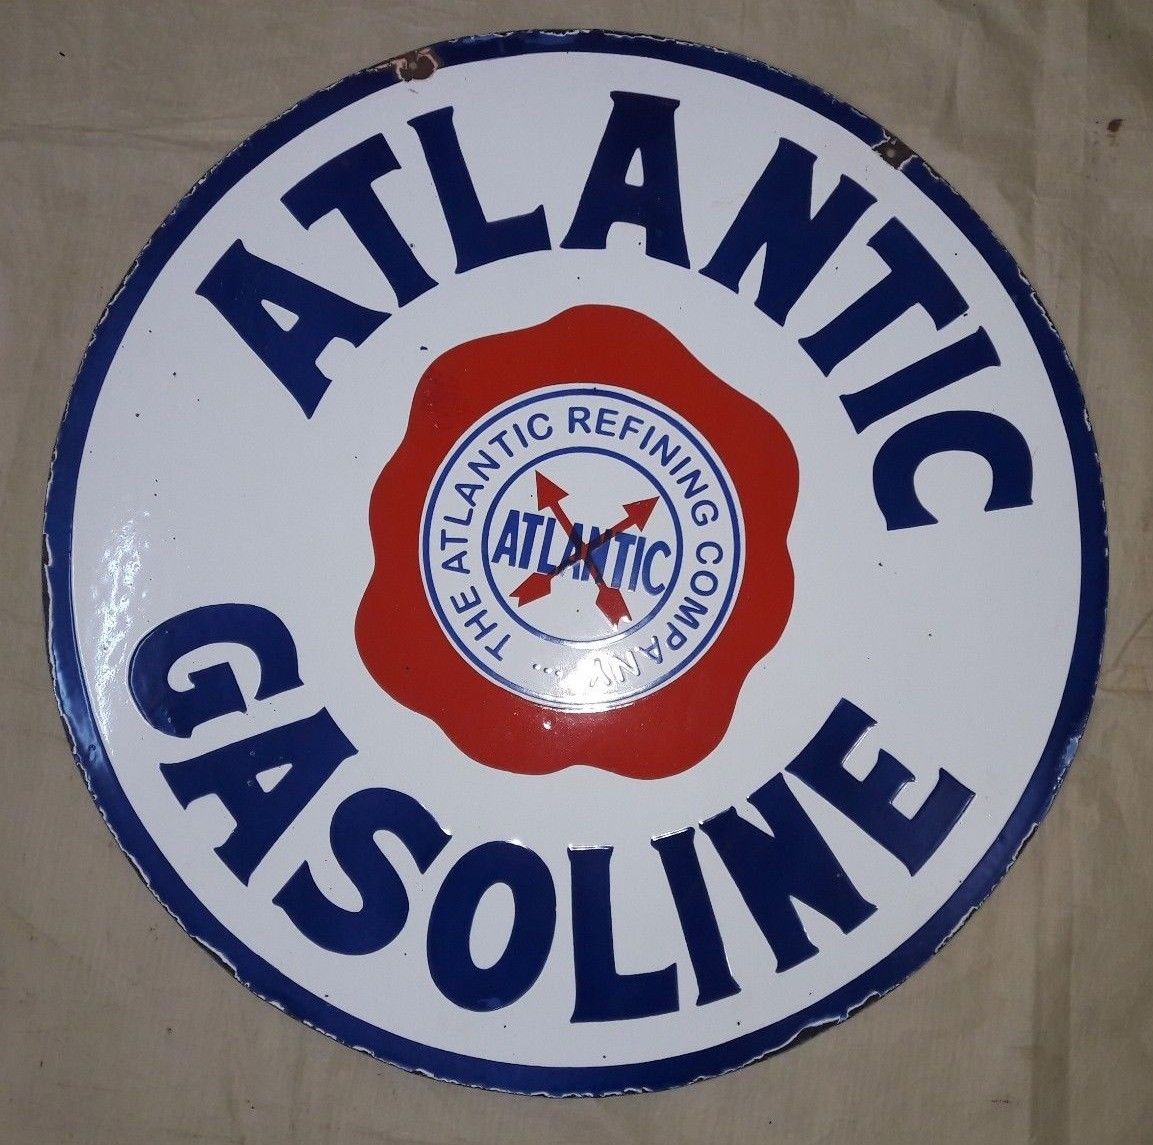 ATLANTIC
THE ATLANTIC REFINING COMPANY ...
ATLANTIC
GASOLINE